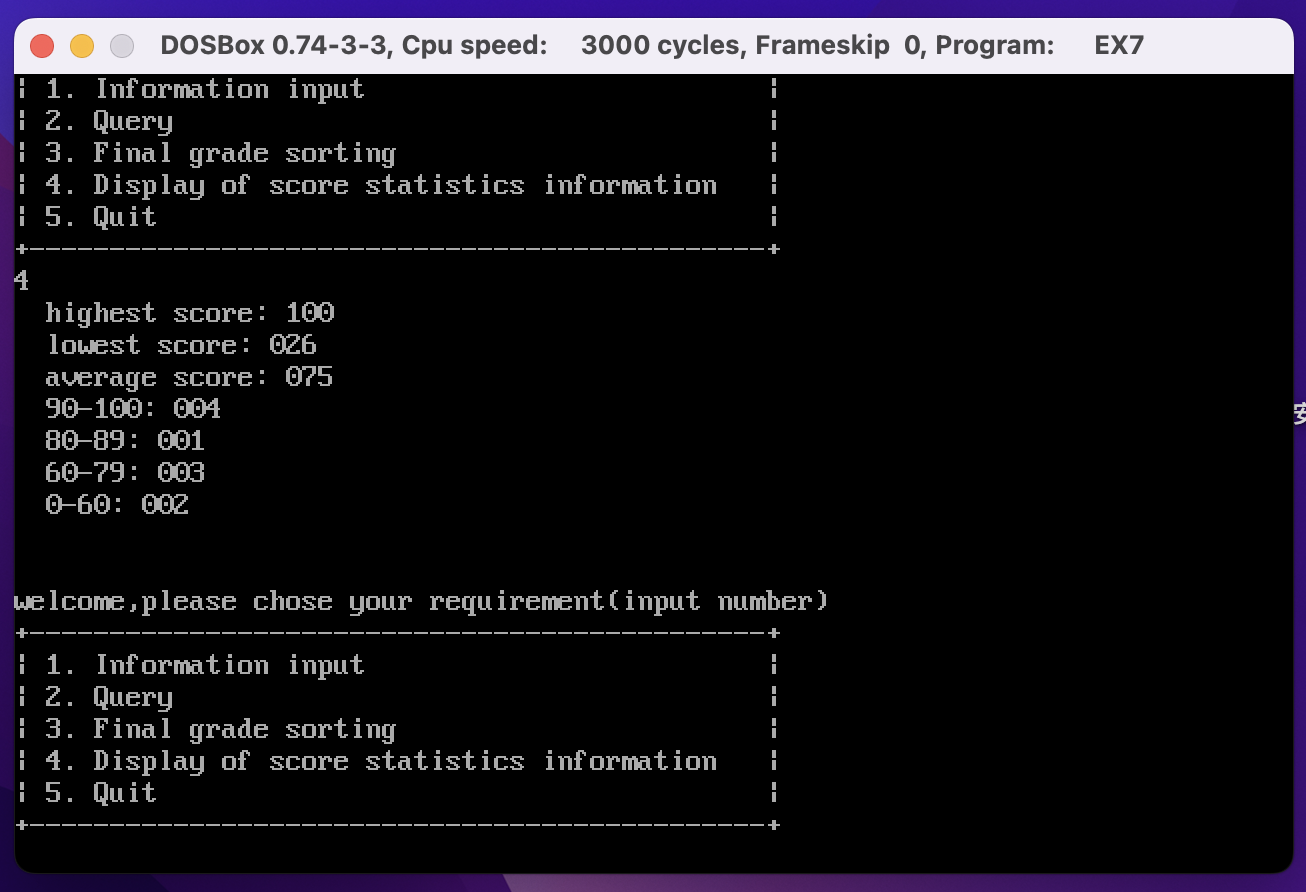 DOSBox 0.74-3-3, Cpu speed: 3000 cycles, Frameskip 0, Program: EX7
¦ 1. Information input ¦
¦ 2. Query ¦
¦ 3. Final grade sorting ¦
¦ 4. Display of score statistics information ¦
¦ 5. Quit ¦
+----------------------------------------------+
4
highest score: 100
lowest score: 026
average score: 075
90-100: 004
80-89: 001
60-79: 003
0-60: 002
welcome,please chose your requirement(input number)
+----------------------------------------------+
¦ 1. Information input ¦
¦ 2. Query ¦
¦ 3. Final grade sorting ¦
¦ 4. Display of score statistics information ¦
¦ 5. Quit ¦
+----------------------------------------------+